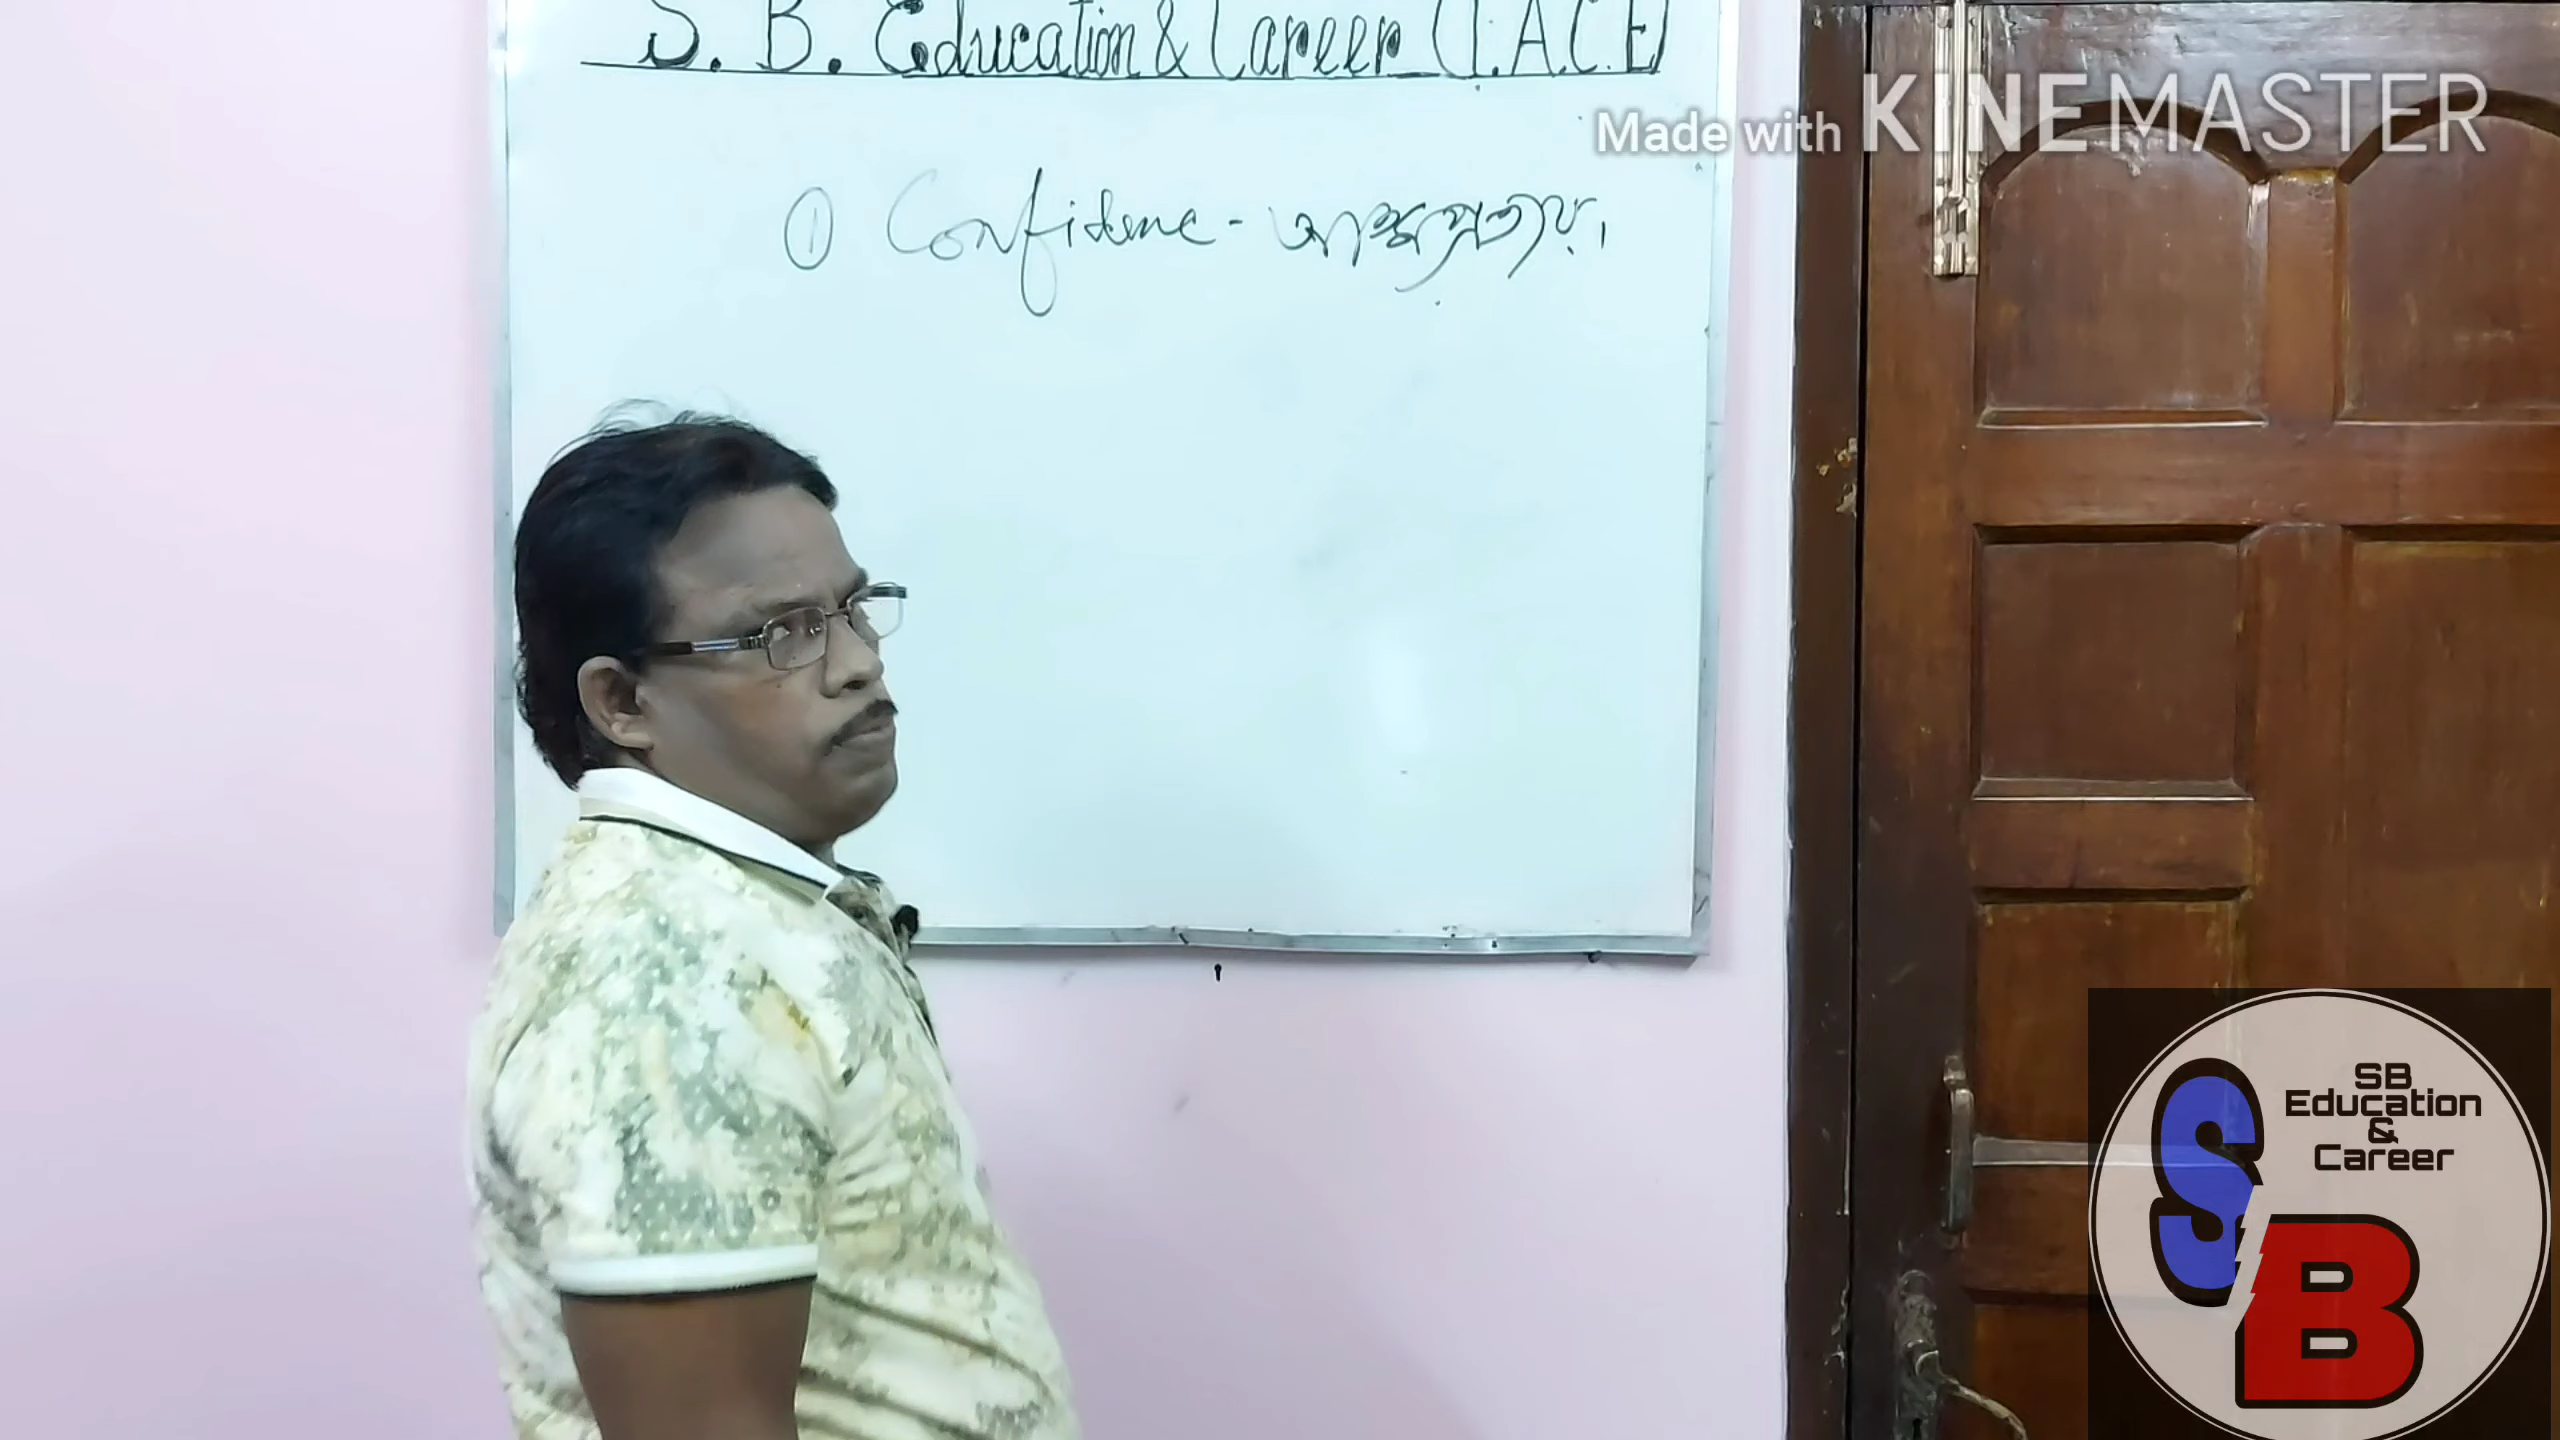 S. B. Education & Career (I.A.C.E)
Made with KINEMASTER
① Confidence - আত্মপ্রত্যয়।
SB
Education
&
Career
SB